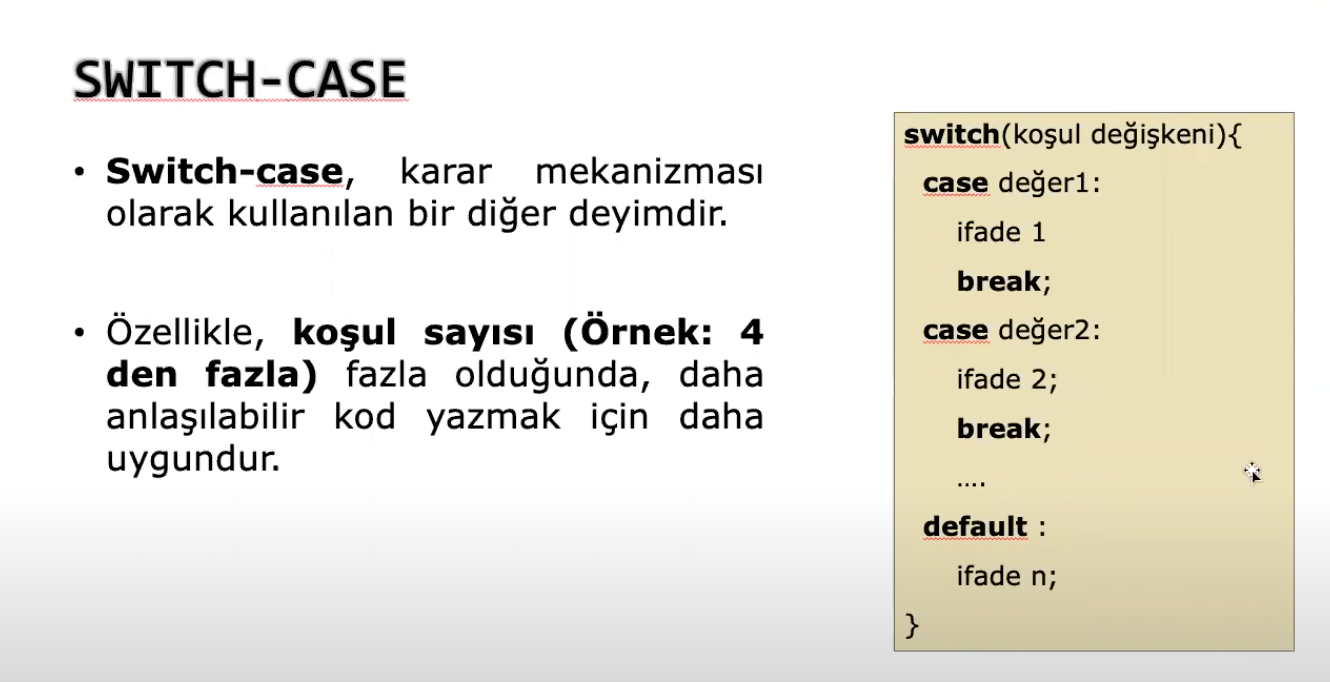 SWITCH-CASE
• Switch-case, karar mekanizması
olarak kullanılan bir diğer deyimdir.
• Özellikle, koşul sayısı (Örnek: 4
den fazla) fazla olduğunda, daha
anlaşılabilir kod yazmak için daha
uygundur.
switch(koşul değişkeni){
case değer1:
ifade 1
break;
case değer2:
ifade 2;
break;
....
default :
ifade n;
}